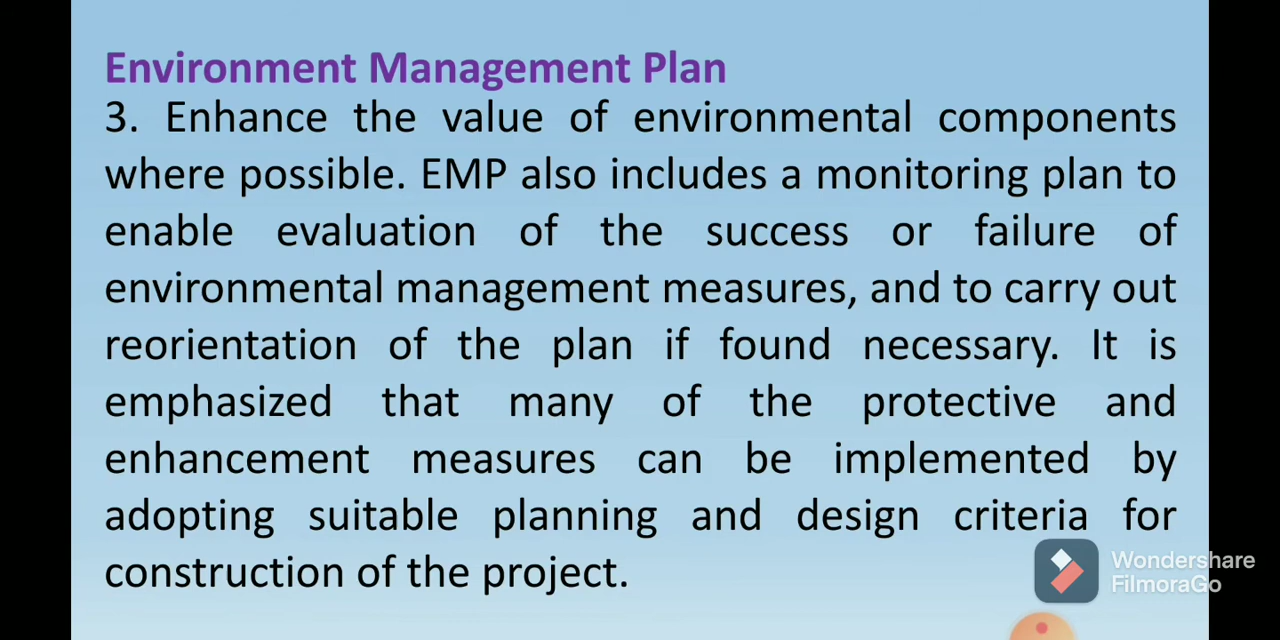 Environment Management Plan
3. Enhance the value of environmental components
where possible. EMP also includes a monitoring plan to
enable evaluation of the success or failure of
environmental management measures, and to carry out
reorientation of the plan if found necessary. It is
emphasized that many of the protective and
enhancement measures can be implemented by
adopting suitable planning and design criteria for
construction of the project.
Wondershare
FilmoraGo